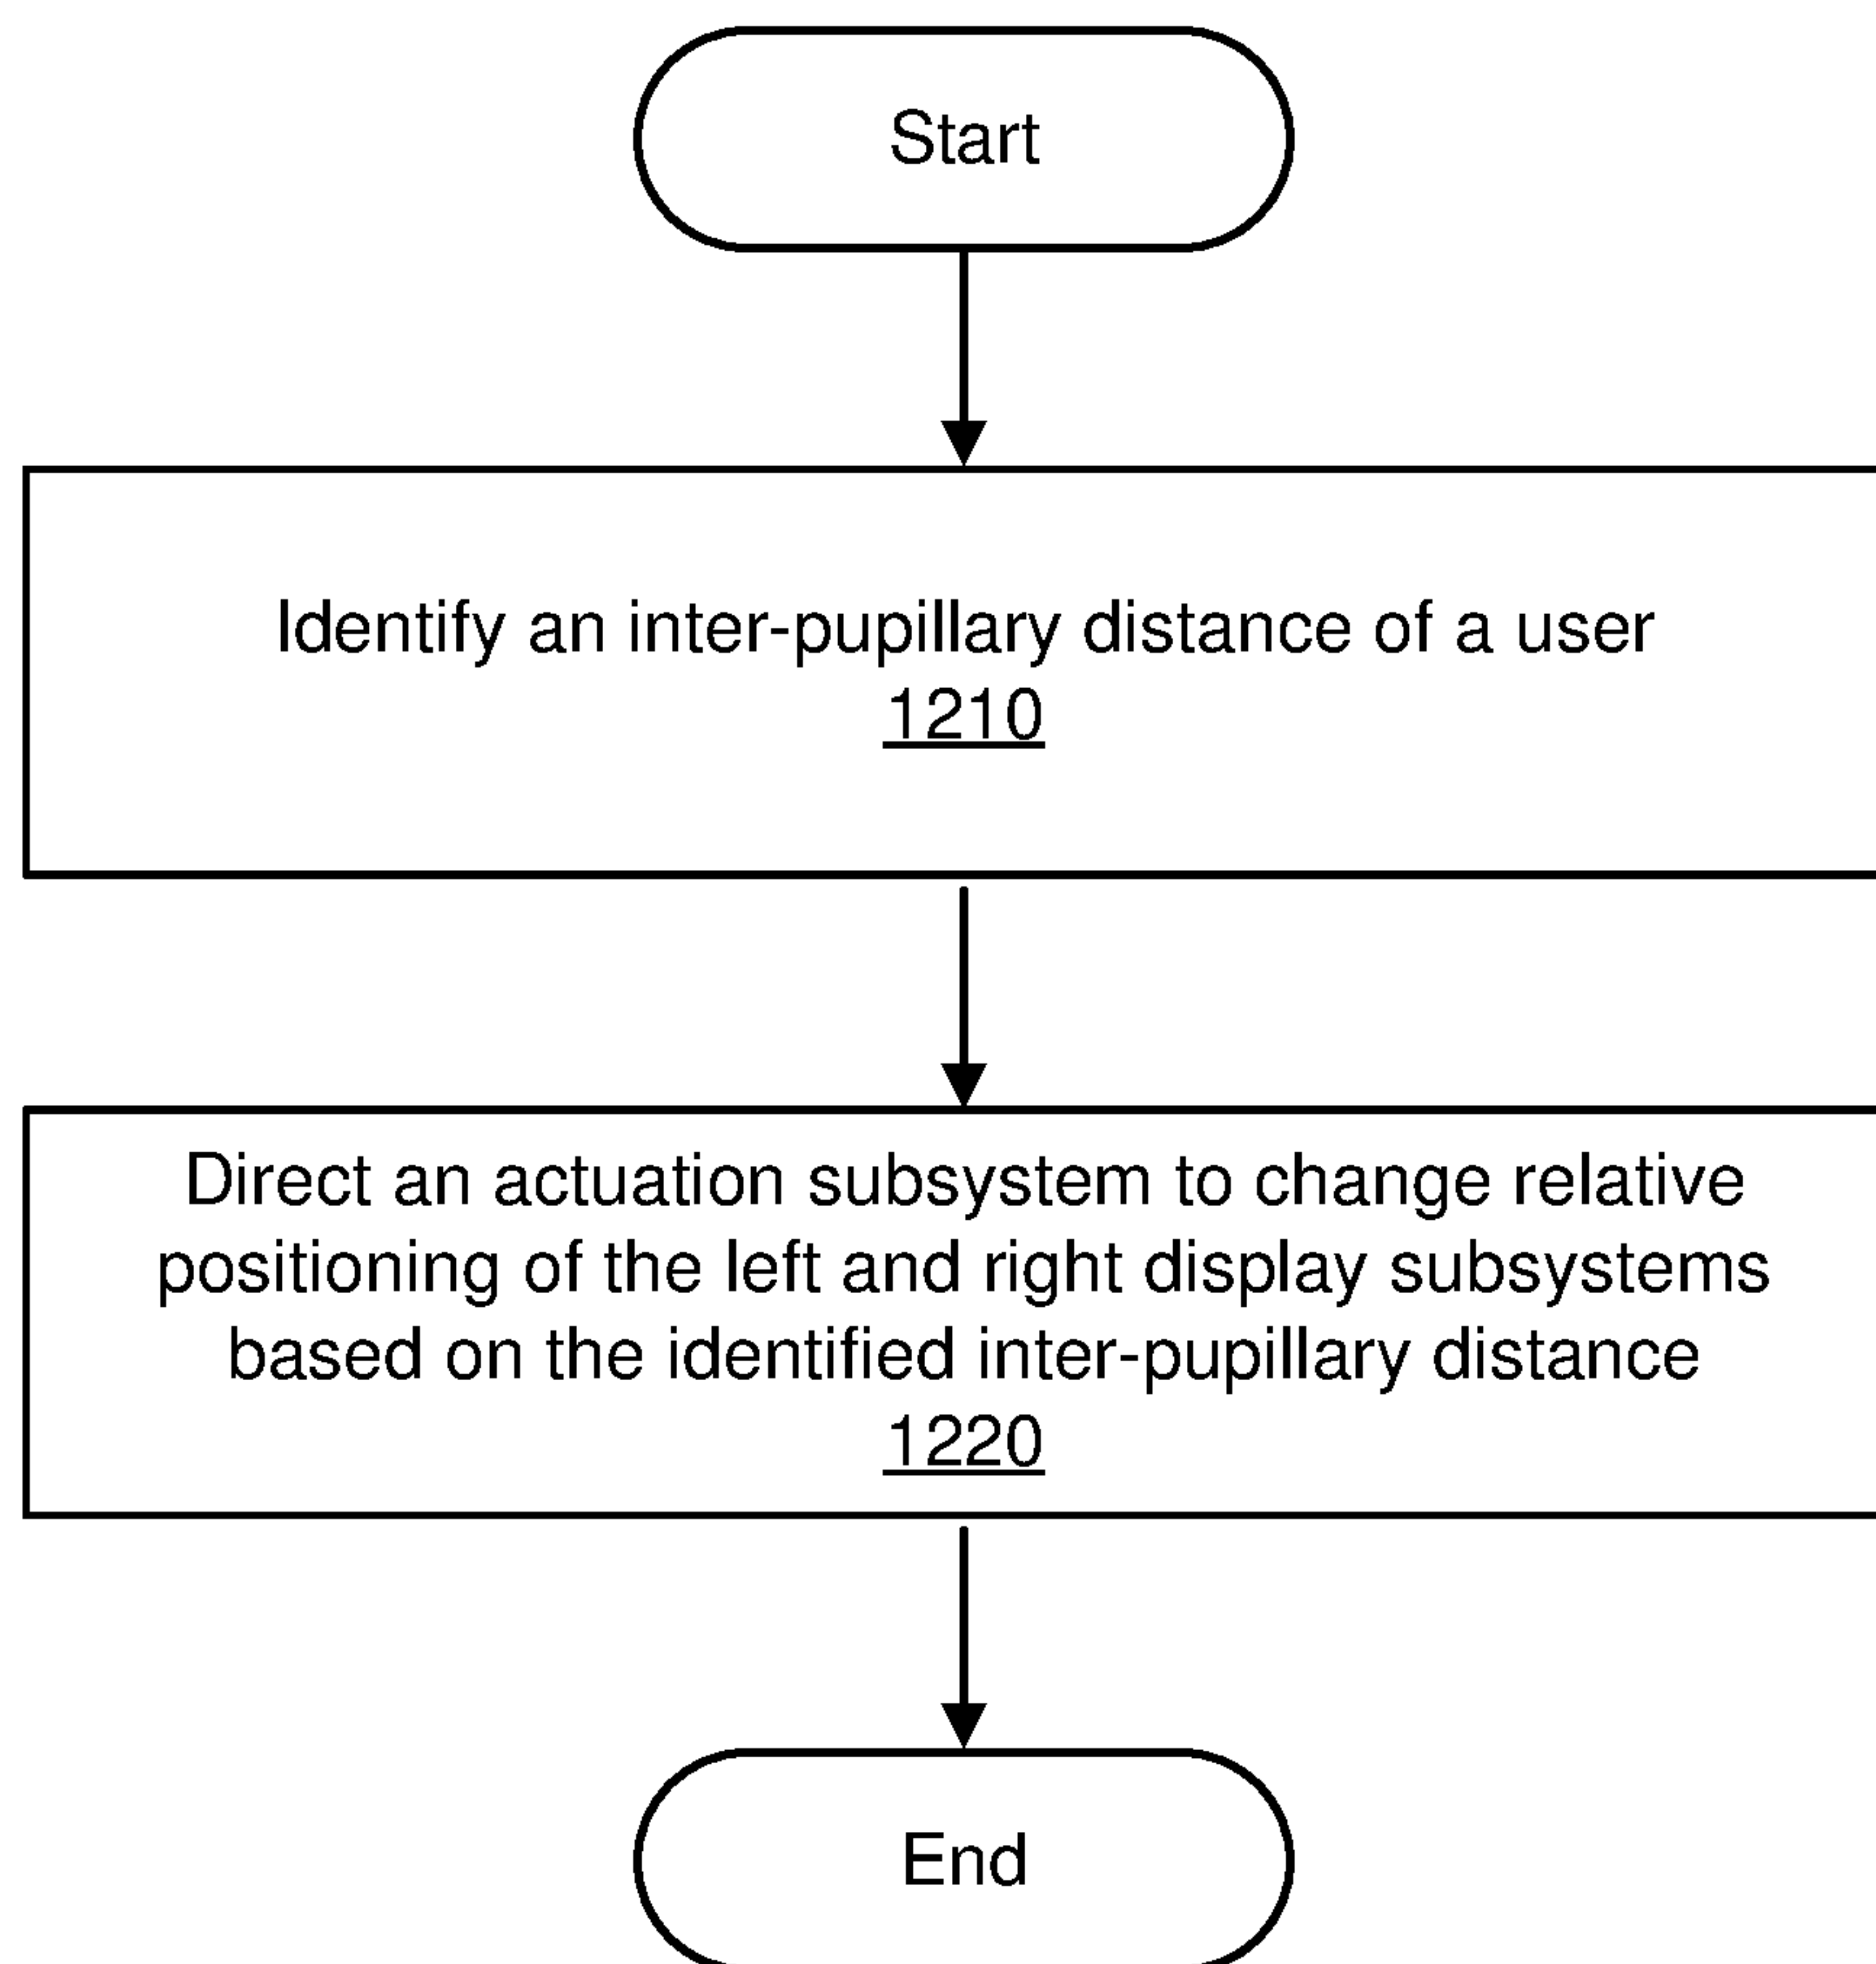 Start
Identify an inter-pupillary distance of a user
1210
Direct an actuation subsystem to change relative
positioning of the left and right display subsystems
based on the identified inter-pupillary distance
1220
End